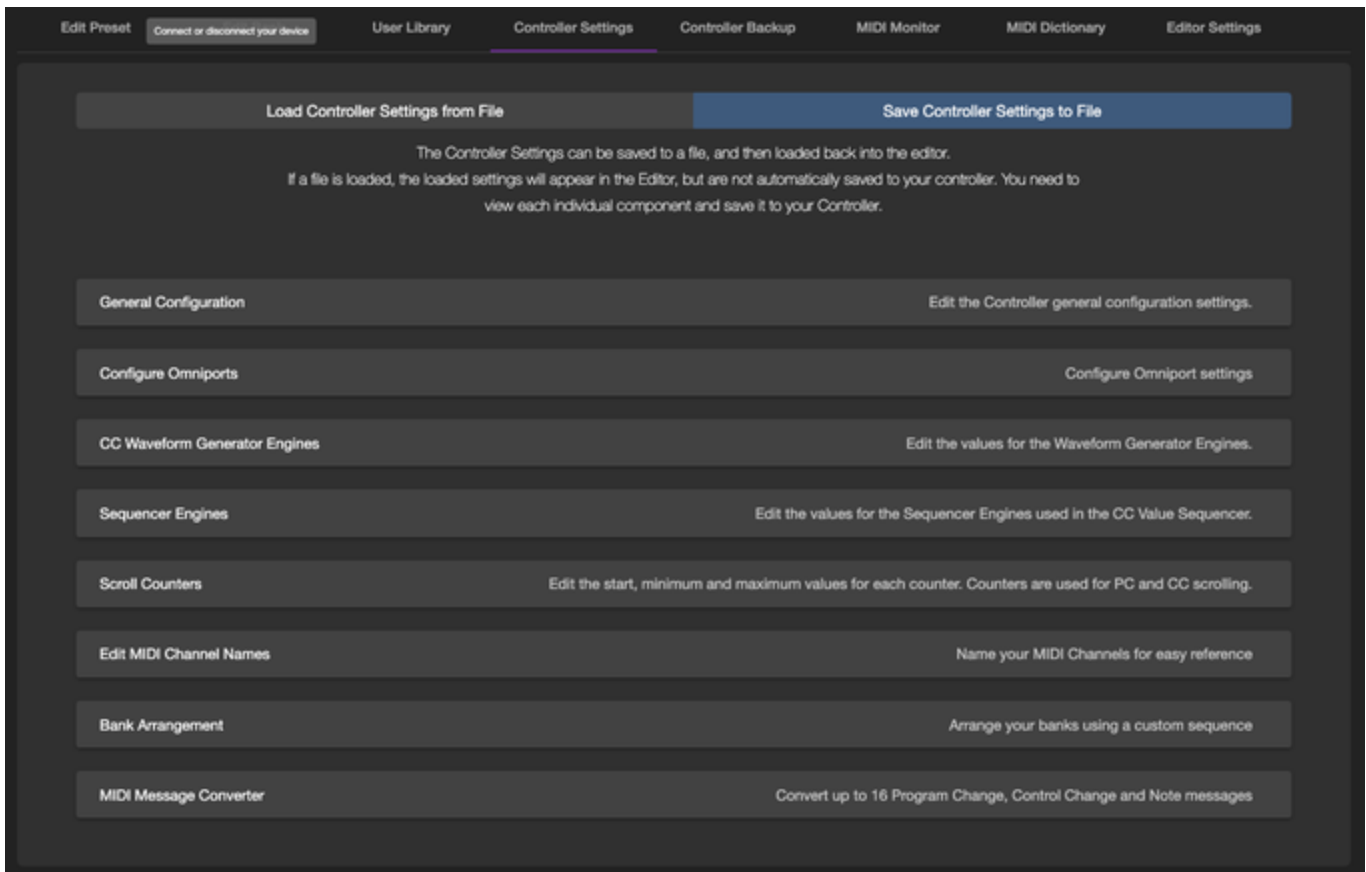 Edit Preset Connect or disconnect your device User Library Controller Settings Controller Backup MIDI Monitor MIDI Dictionary Editor Settings
Load Controller Settings from File Save Controller Settings to File
The Controller Settings can be saved to a file, and then loaded back into the editor.
If a file is loaded, the loaded settings will appear in the Editor, but are not automatically saved to your controller. You need to
view each individual component and save it to your Controller.
General Configuration Edit the Controller general configuration settings.
Configure Omniports Configure Omniport settings
CC Waveform Generator Engines Edit the values for the Waveform Generator Engines.
Sequencer Engines Edit the values for the Sequencer Engines used in the CC Value Sequencer.
Scroll Counters Edit the start, minimum and maximum values for each counter. Counters are used for PC and CC scrolling.
Edit MIDI Channel Names Name your MIDI Channels for easy reference
Bank Arrangement Arrange your banks using a custom sequence
MIDI Message Converter Convert up to 16 Program Change, Control Change and Note messages